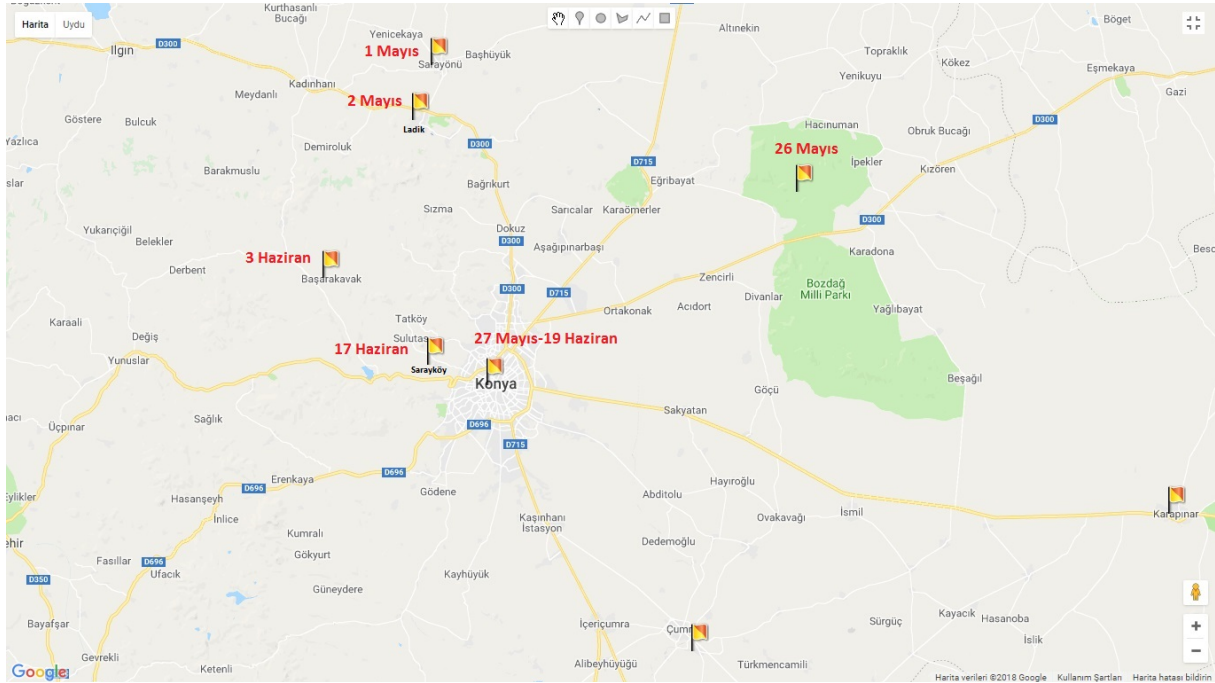 Kurthasanlı
Bucağı
Harita Uydu
Ilgın
D300
Yenicekaya
1 Mayıs
Sarayönü
Başhüyük
Altınekin
Böget
Topraklık
Kökez
Yenikuyu
Eşmekaya
Gazi
Kadınhanı
Meydanlı
2 Mayıs
Ladik
Göstere
Bulcuk
Yazlıca
Demiroluk
D300
D715
Hacınuman
Obruk Bucağı
D300
26 Mayıs
İpekler
Kızören
Barakmuslu
Bağrıkurt
Eğribayat
Sızma
Sarıcalar
Karaömerler
D300
Yukarıçiğil
Belekler
Dokuz
D300
Aşağıpınarbaşı
Karadona
3 Haziran
Derbent
Başarakavak
Zencirli
Bozdağ
Milli Parkı
D300
D715
Divanlar
Acıdort
Ortakonak
Yağlıbayat
Karaali
Tatköy
Değiş
Sulutas
27 Mayıs-19 Haziran
17 Haziran
Sarayköy
Yunuslar
Konya
Beşağıl
Göçü
Sakyatan
Sağlık
Üçpınar
D696
D715
D696
Erenkaya
D696
Hasanşeyh
Gödene
Hayıroğlu
Abditolu
İnlice
Kaşınhanı
İstasyon
Ovakavağı
İsmil
Karapınar
Kumralı
Dedemoğlu
Gökyurt
Fasıllar
D696
Ufacık
D350
Kayhüyük
Güneydere
Bayafşar
İçeriçumra
Sürgüç
Kayacık
Hasanoba
İslik
Gevrekli
Ketenli
Alibeyhüyüğü
Türkmencamili
Google
Harita verileri ©2018 Google Kullanım Şartları Harita hatası bildirin